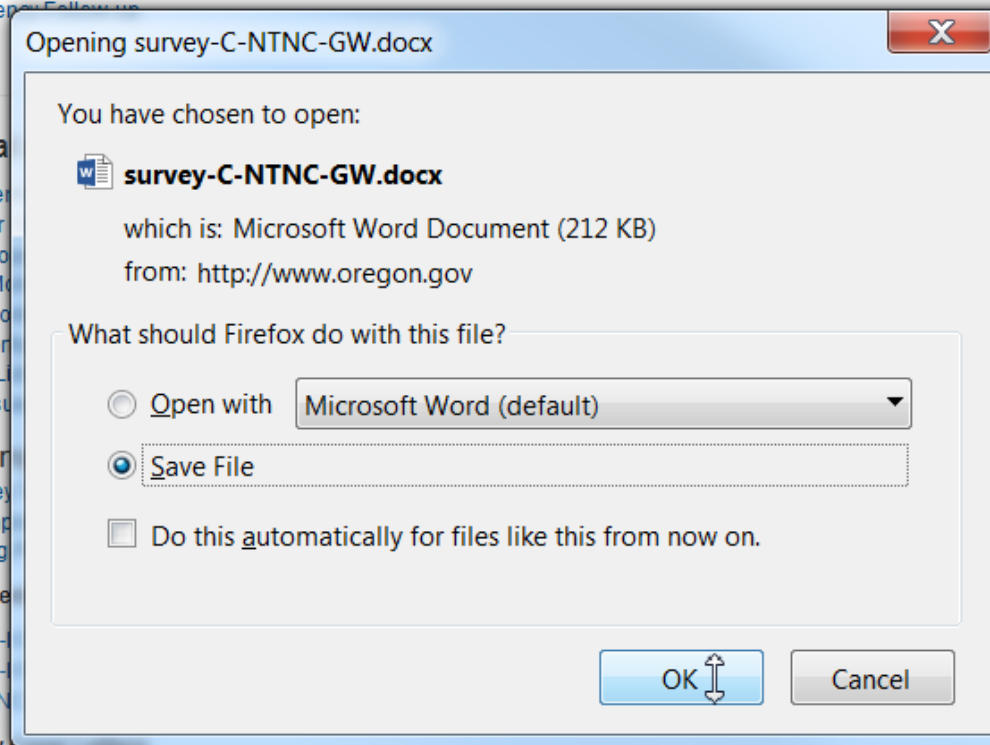 Opening survey-C-NTNC-GW.docx
You have chosen to open:
survey-C-NTNC-GW.docx
which is: Microsoft Word Document (212 KB)
from: http://www.oregon.gov
What should Firefox do with this file?
Open with Microsoft Word (default)
Save File
Do this automatically for files like this from now on.
OK Cancel